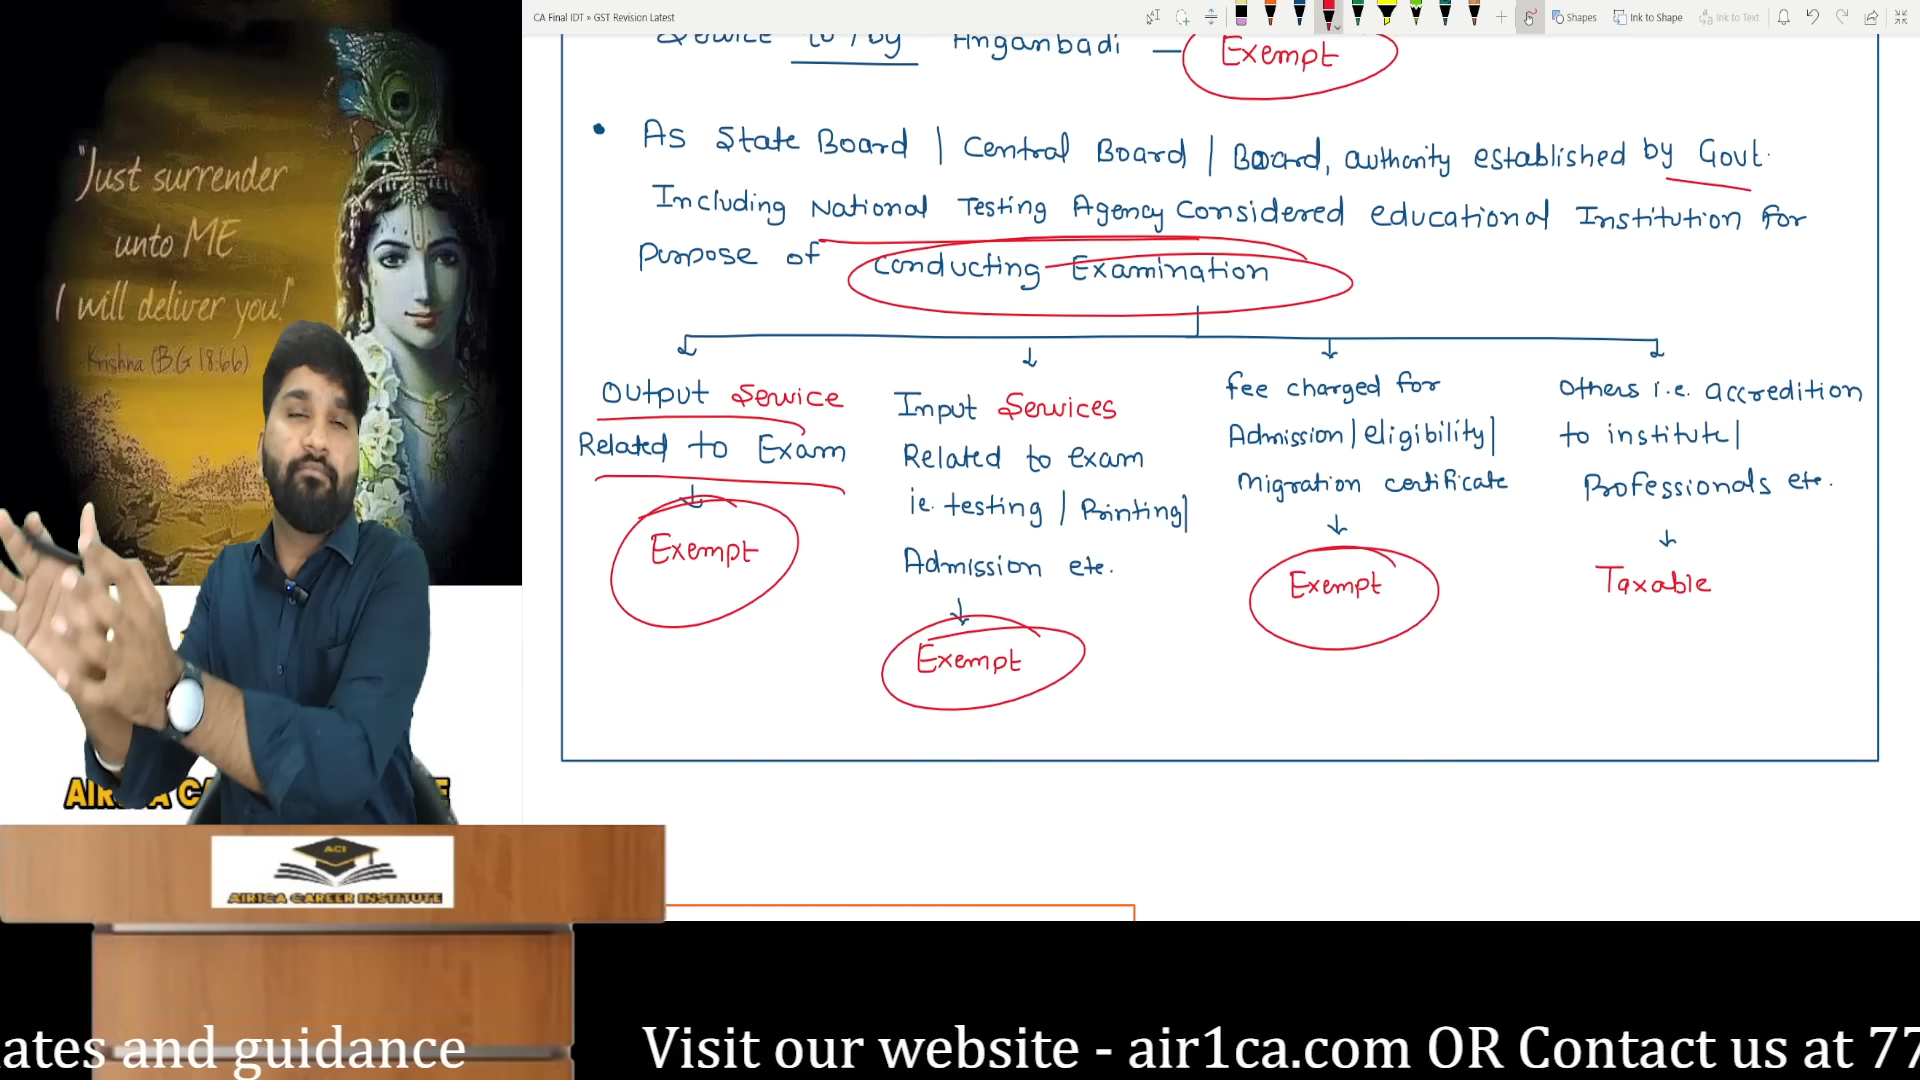 CA Final IDT » GST Revision Latest
Shapes
Ink to Shape
Ink to Text
Service to / by Anganbadi — Exempt
• As State Board | Central Board | Board, authority established by Govt.
Including National Testing Agency Considered educational Institution for
purpose of Conducting Examination
Output Service
Related to Exam
Exempt
Input Services
Related to exam
ie. testing | Printing|
Admission etc.
Exempt
fee charged for
Admission|eligibility|
Migration certificate
Exempt
Others i.e. accredition
to institute|
Professionals etc.
Taxable
"Just surrender
unto ME
I will deliver you!"
-Krishna (B.G 18:66)
ACI
AIR1CA CAREER INSTITUTE
ates and guidance
Visit our website - air1ca.com OR Contact us at 77